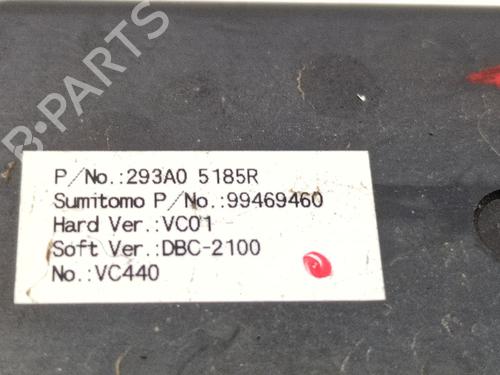 B-PARTS
P/No.:293A0 5185R
Sumitomo P/No.:99469460
Hard Ver.:VC01
Soft Ver.:DBC-2100
No.:VC440